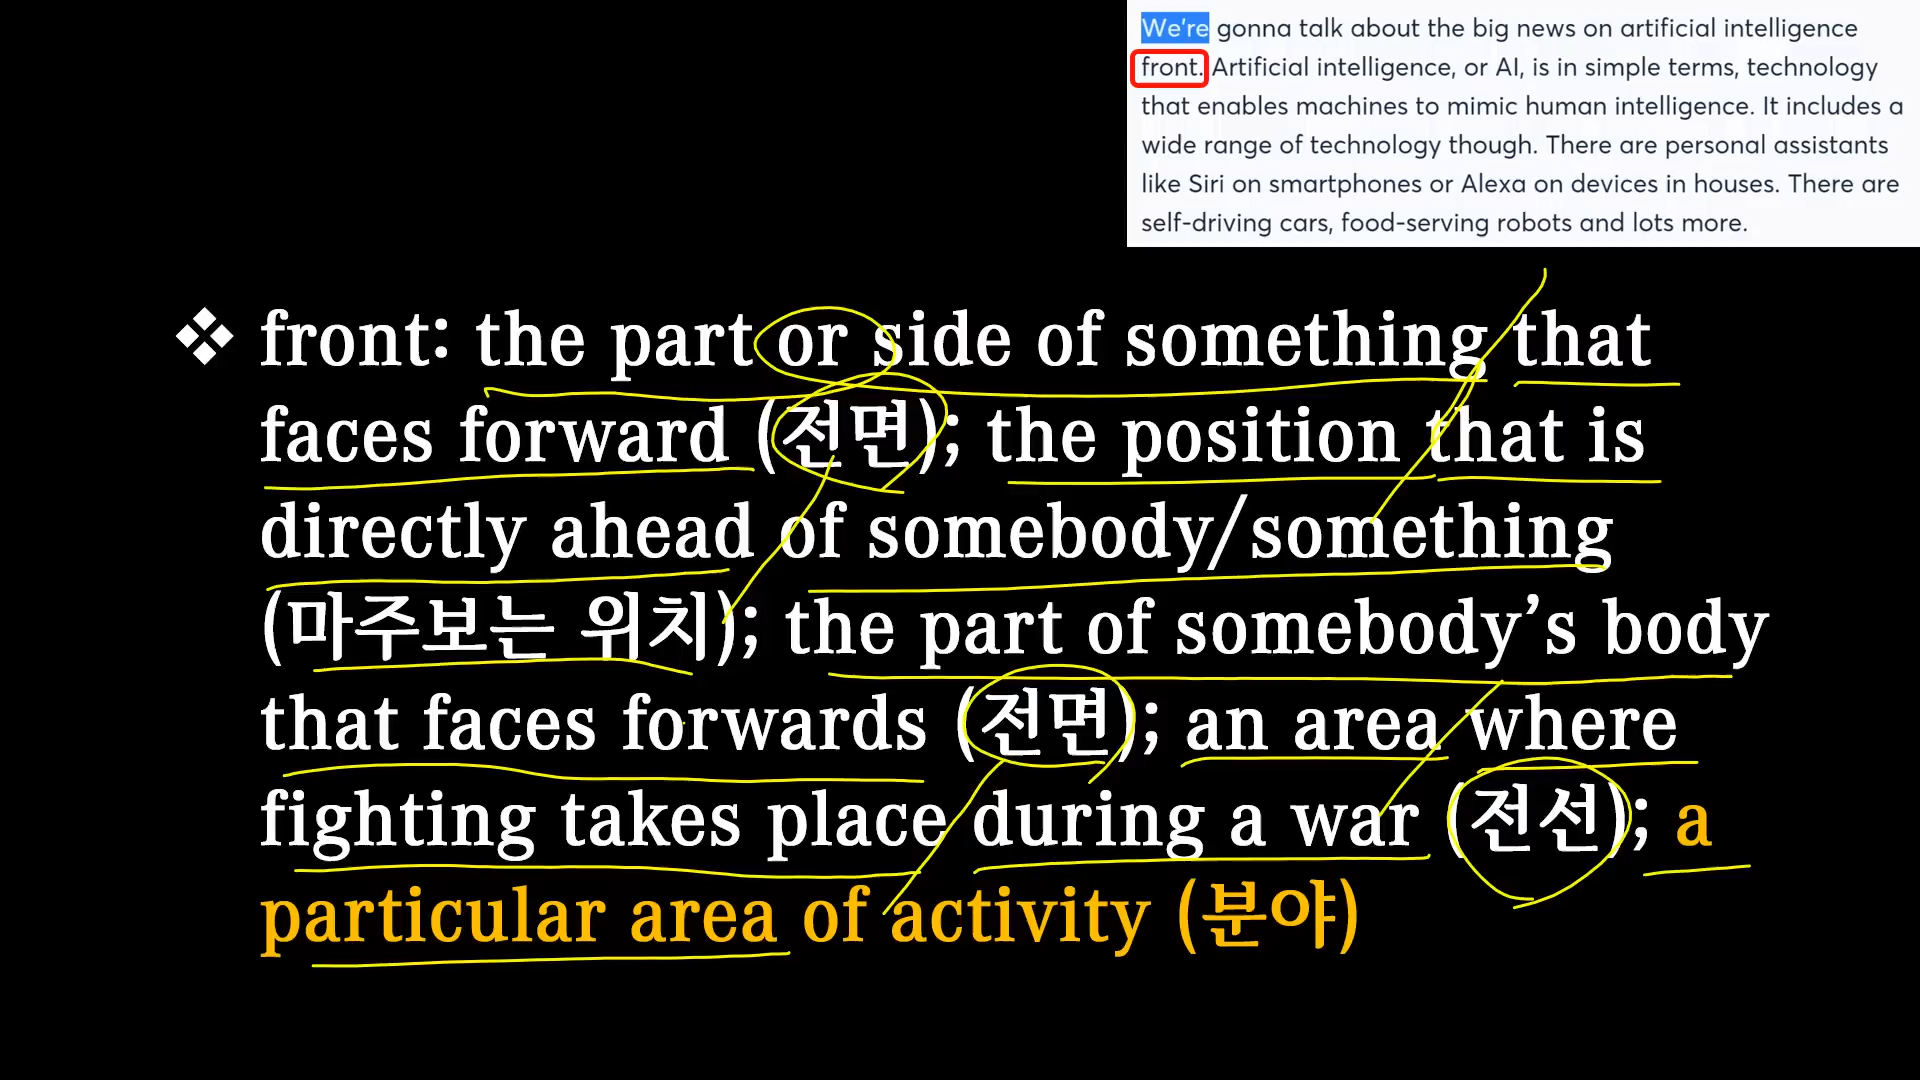 We're gonna talk about the big news on artificial intelligence
front. Artificial intelligence, or AI, is in simple terms, technology
that enables machines to mimic human intelligence. It includes a
wide range of technology though. There are personal assistants
like Siri on smartphones or Alexa on devices in houses. There are
self-driving cars, food-serving robots and lots more.
❖ front: the part or side of something that
faces forward (전면); the position that is
directly ahead of somebody/something
(마주보는 위치); the part of somebody’s body
that faces forwards (전면); an area where
fighting takes place during a war (전선); a
particular area of activity (분야)